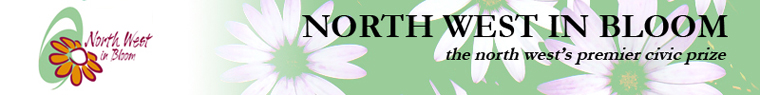 North West
in Bloom
NORTH WEST IN BLOOM
the north west's premier civic prize